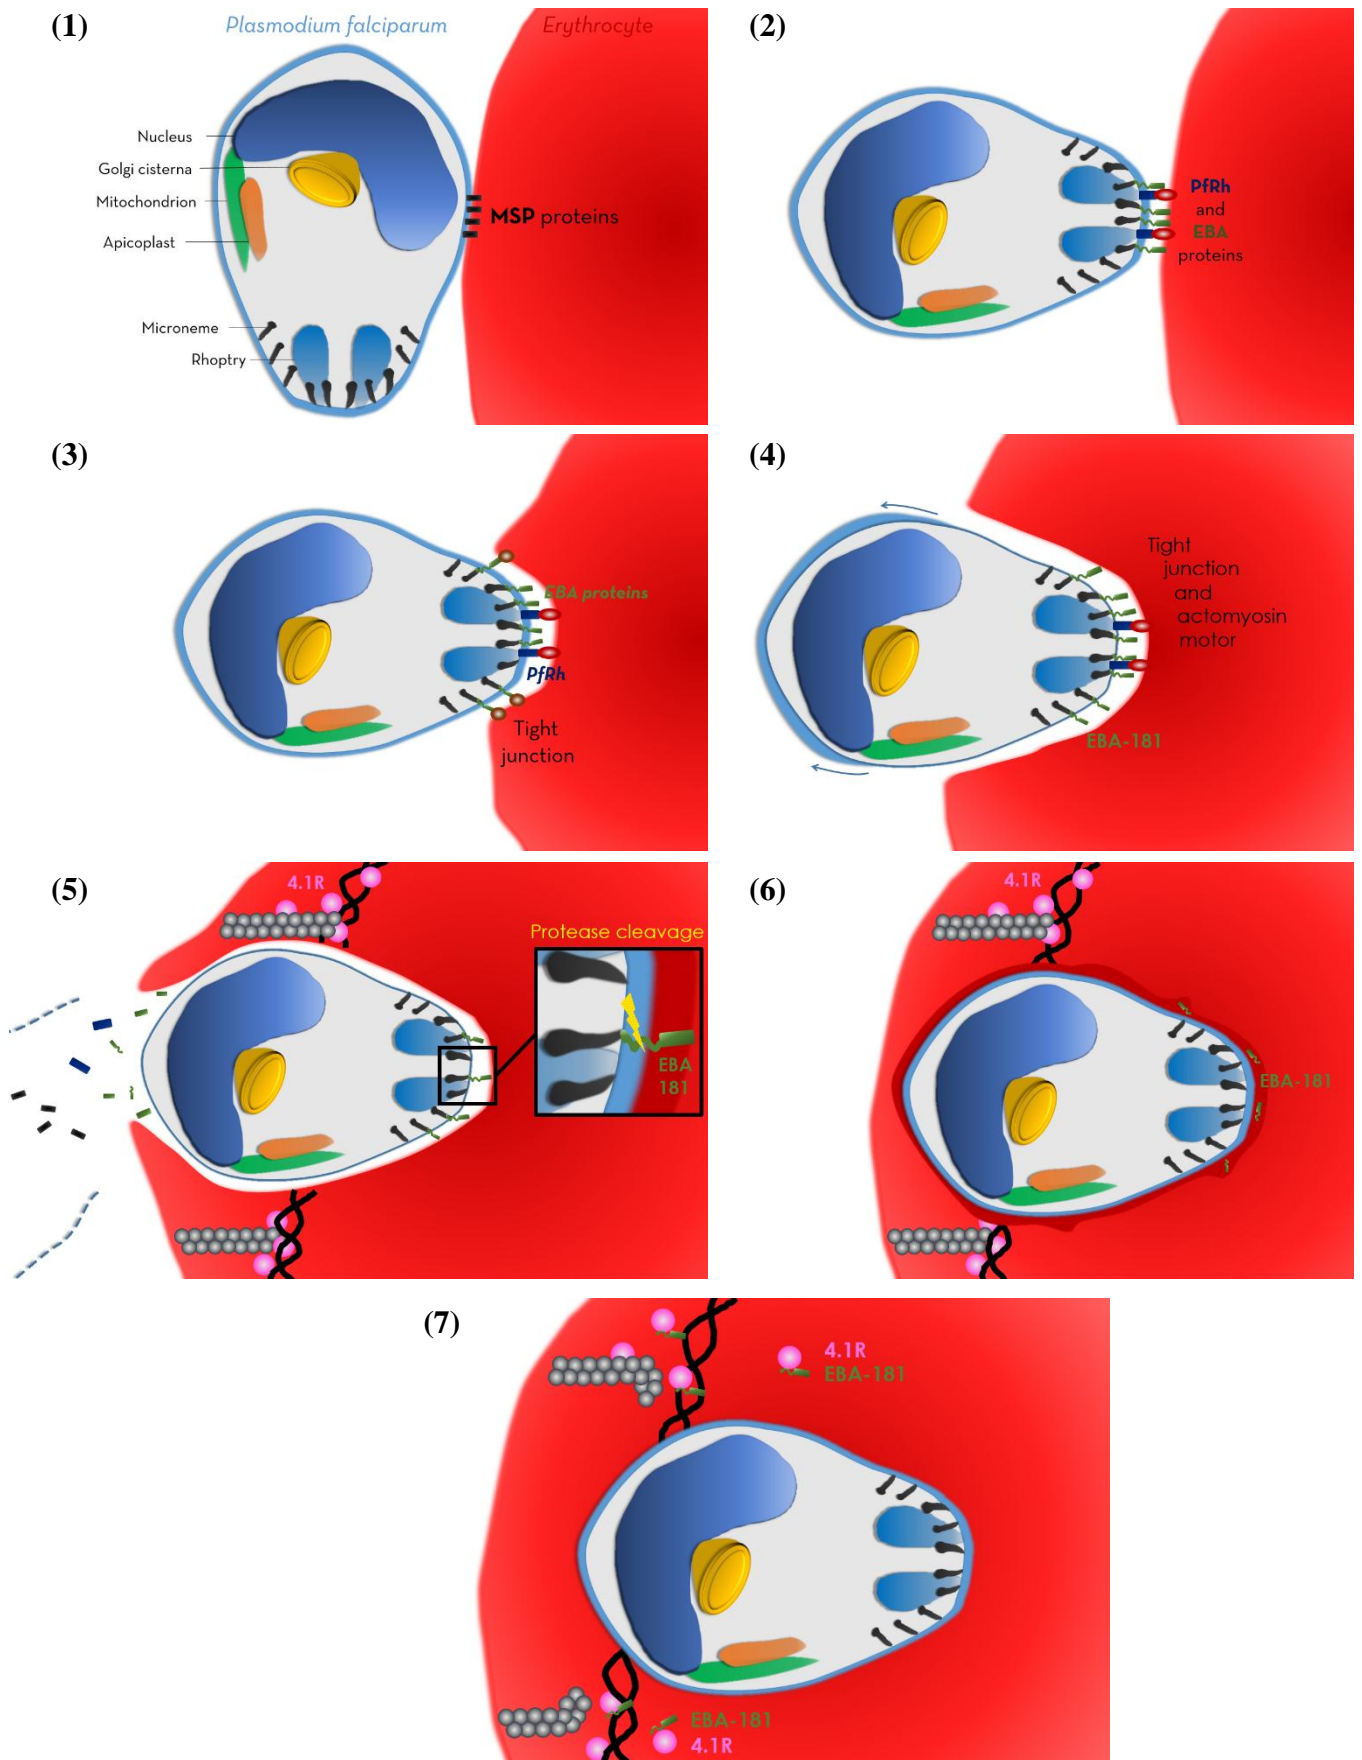 (1)
Plasmodium falciparum
Erythrocyte
Nucleus
Golgi cisterna
Mitochondrion
Apicoplast
MSP proteins
Microneme
Rhoptry
(2)
PfRh
and
EBA
proteins
(3)
EBA proteins
PfRh
Tight
junction
(4)
Tight
junction
and
actomyosin
motor
EBA-181
(5)
4.1R
Protease cleavage
EBA
181
(6)
4.1R
EBA-181
(7)
4.1R
EBA-181
EBA-181
4.1R